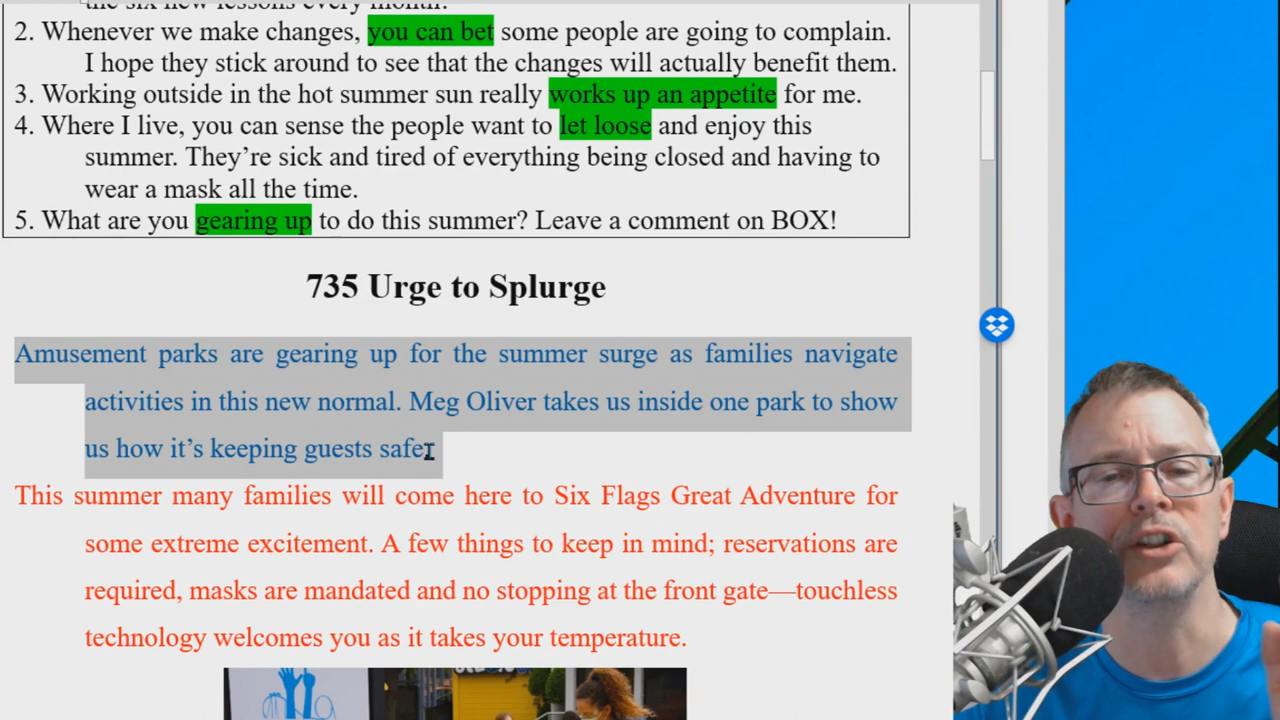 the six new lessons every month.
2. Whenever we make changes, you can bet some people are going to complain.
I hope they stick around to see that the changes will actually benefit them.
3. Working outside in the hot summer sun really works up an appetite for me.
4. Where I live, you can sense the people want to let loose and enjoy this
summer. They’re sick and tired of everything being closed and having to
wear a mask all the time.
5. What are you gearing up to do this summer? Leave a comment on BOX!
735 Urge to Splurge
Amusement parks are gearing up for the summer surge as families navigate
activities in this new normal. Meg Oliver takes us inside one park to show
us how it’s keeping guests safe.
This summer many families will come here to Six Flags Great Adventure for
some extreme excitement. A few things to keep in mind; reservations are
required, masks are mandated and no stopping at the front gate—touchless
technology welcomes you as it takes your temperature.